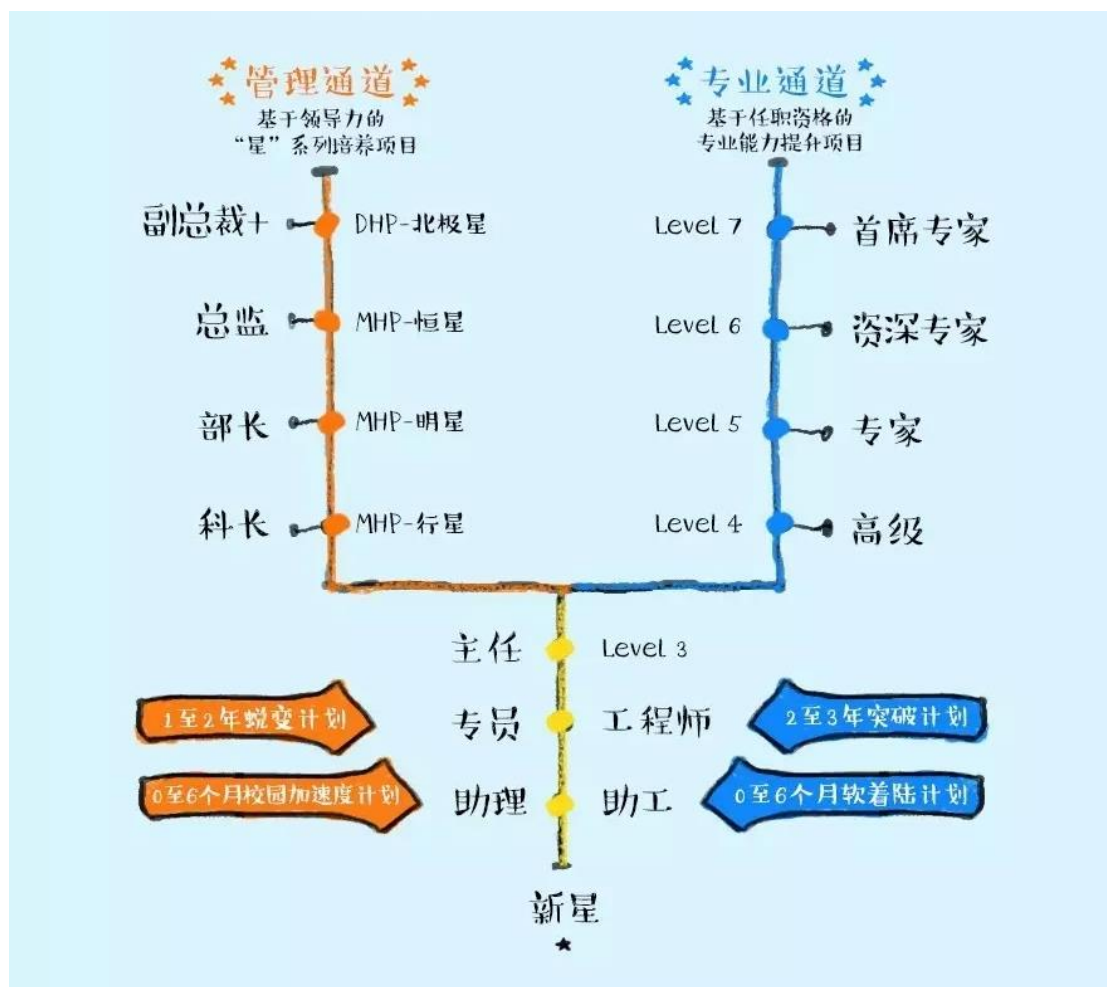 管理通道
基于领导力的
“星”系列培养项目
专业通道
基于任职资格的
专业能力提升项目
副总裁+ DHP-北极星
Level 7 首席专家
总监 MHP-恒星
Level 6 资深专家
部长 MHP-明星
Level 5 专家
科长 MHP-行星
Level 4 高级
主任 Level 3
1至2年蜕变计划
专员 工程师
2至3年突破计划
0至6个月校园加速度计划
助理 助工
0至6个月软着陆计划
新星